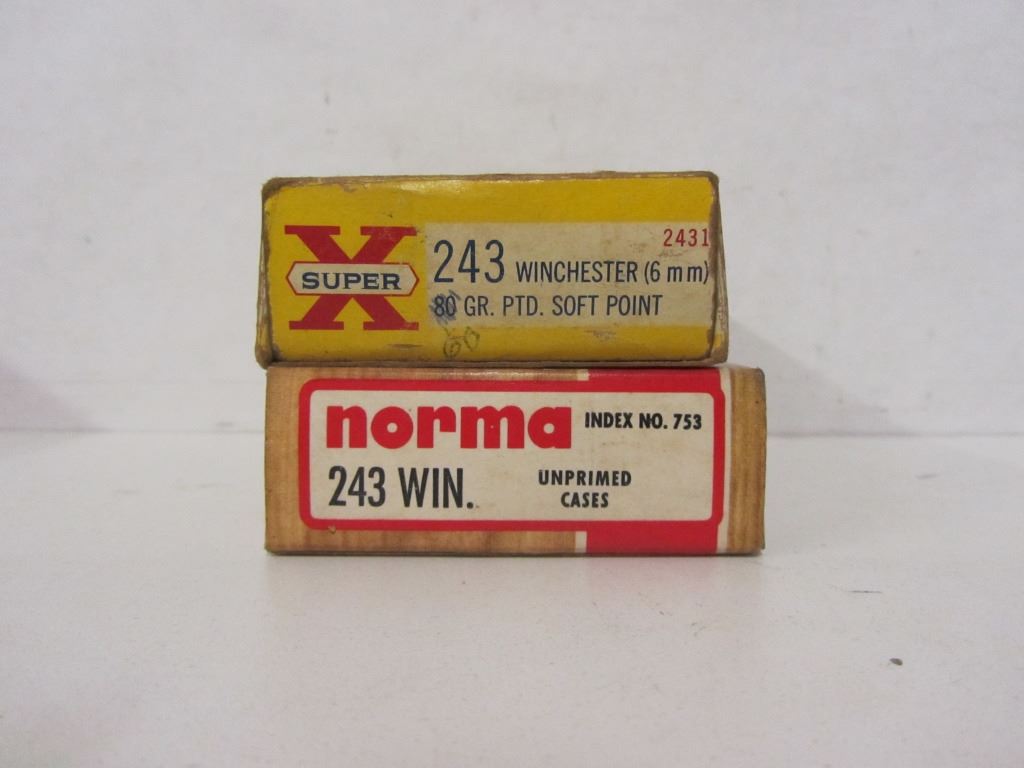 X
SUPER
2431
243 WINCHESTER (6 mm)
80 GR. PTD. SOFT POINT
60
norma
INDEX NO. 753
243 WIN.
UNPRIMED
CASES